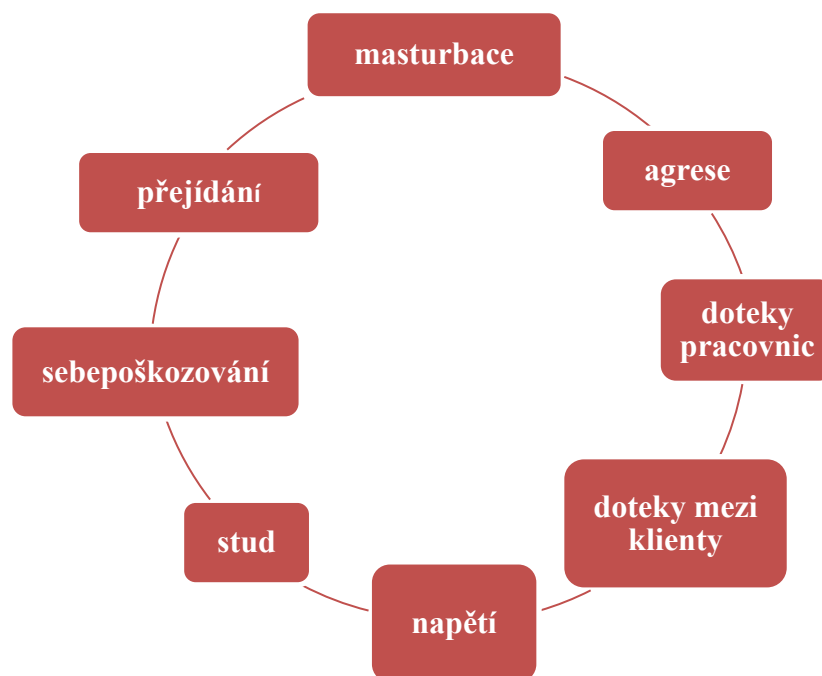 masturbace
agrese
doteky
pracovnic
doteky mezi
klienty
napětí
stud
sebepoškozování
přejídání